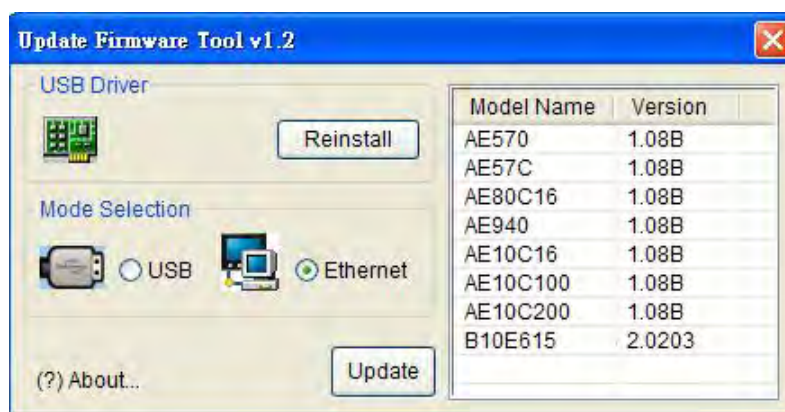 Update Firmware Tool v1.2
USB Driver
Reinstall
Mode Selection
USB
Ethernet
(?) About...
Update
Model Name Version
AE570 1.08B
AE57C 1.08B
AE80C16 1.08B
AE940 1.08B
AE10C16 1.08B
AE10C100 1.08B
AE10C200 1.08B
B10E615 2.0203